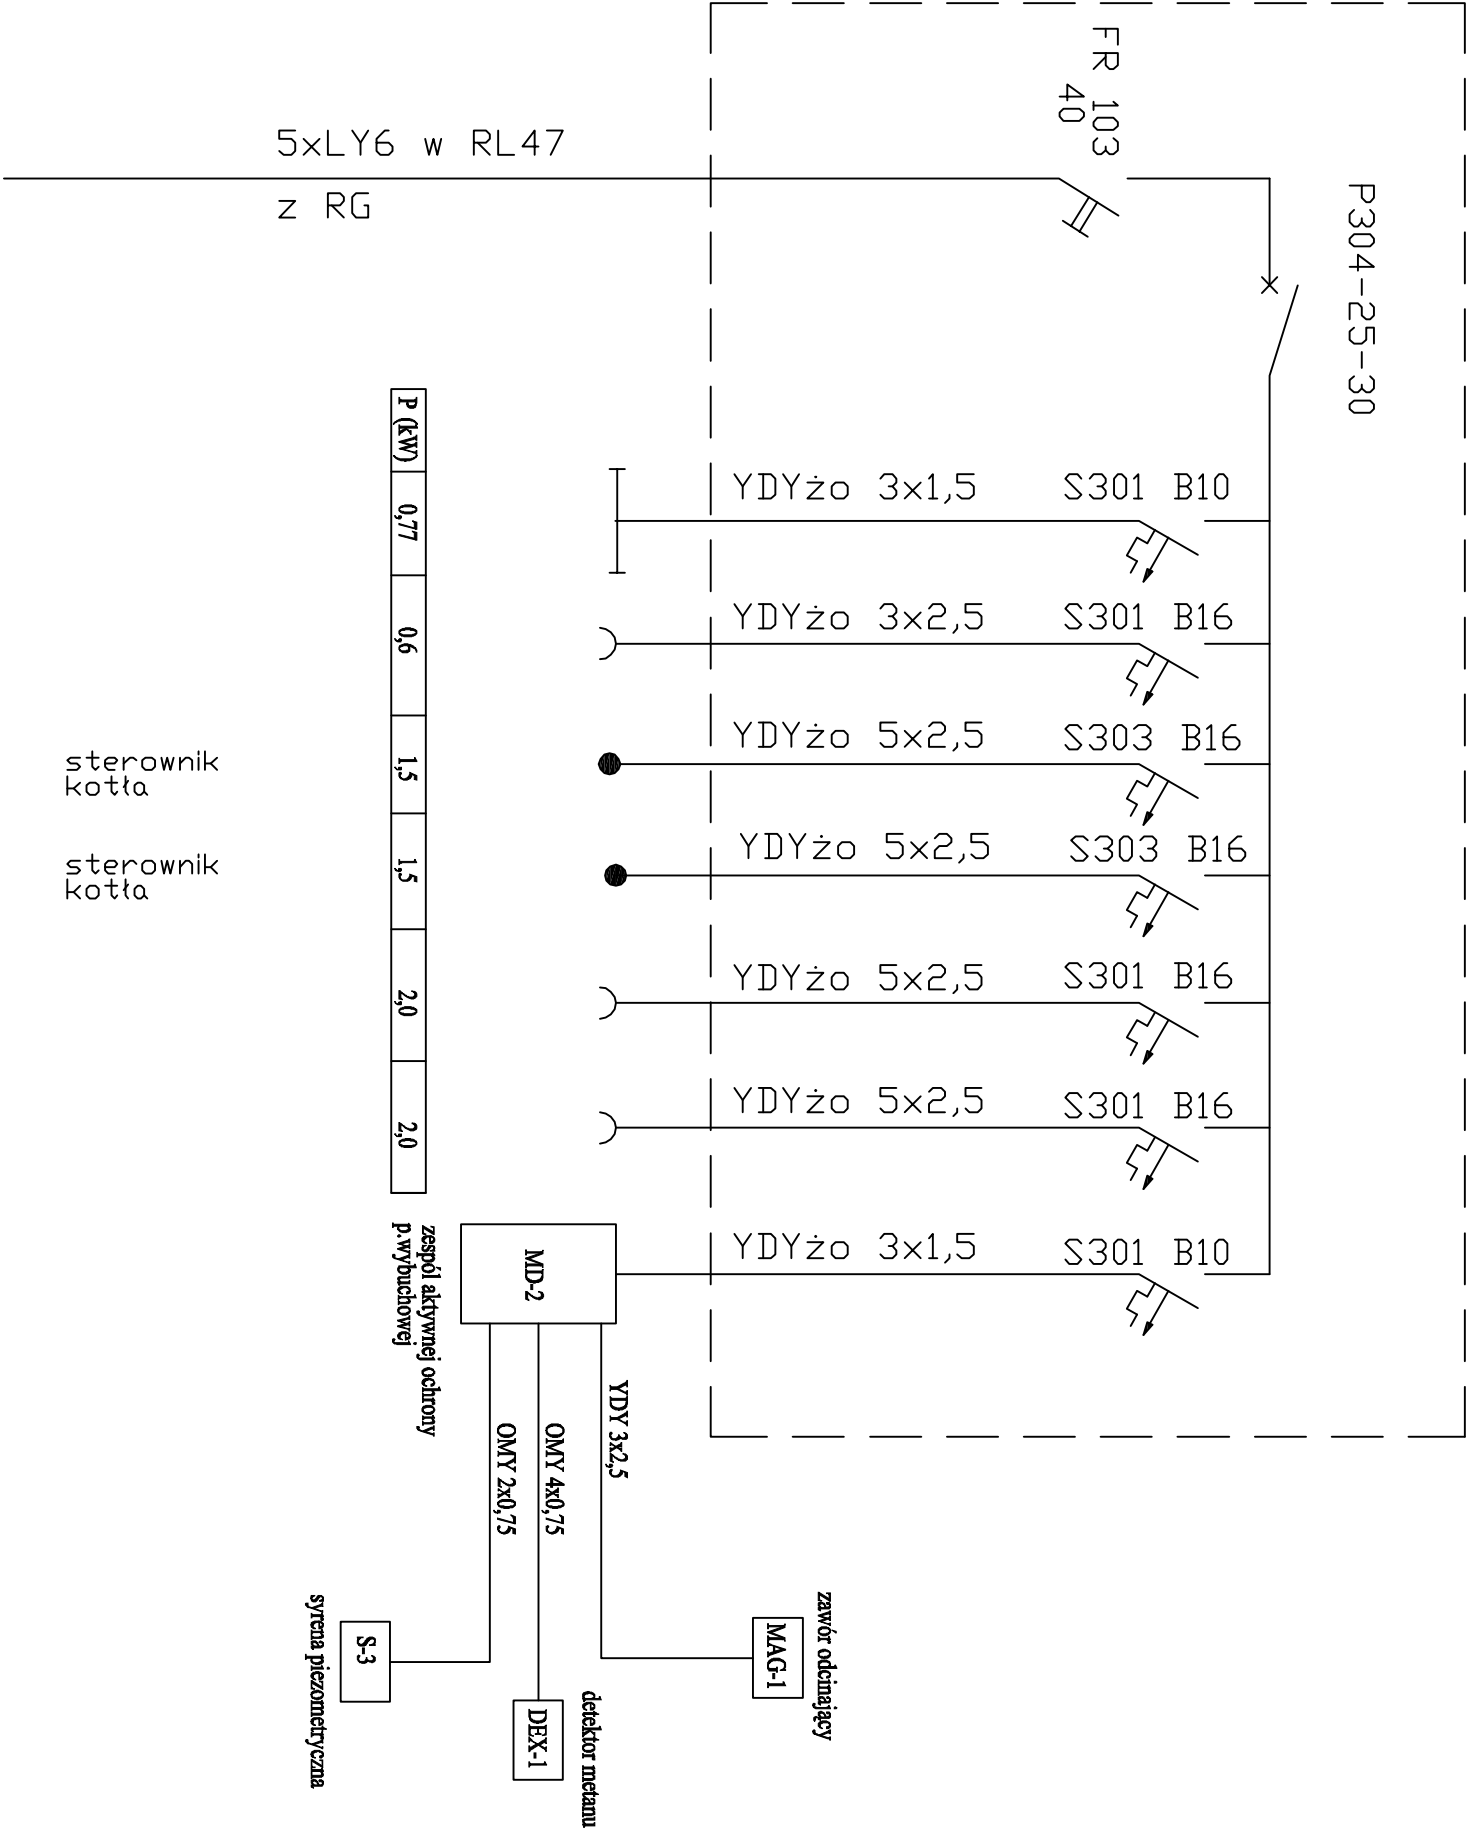 FR 103
40
P304-25-30
5xLY6 w RL47
z RG
YDYżo 3x1,5 S301 B10
YDYżo 3x2,5 S301 B16
YDYżo 5x2,5 S303 B16
YDYżo 5x2,5 S303 B16
YDYżo 5x2,5 S301 B16
YDYżo 5x2,5 S301 B16
YDYżo 3x1,5 S301 B10
P (kW)
0,77
0,6
1,5
1,5
2,0
2,0
sterownik
kotła
sterownik
kotła
MD-2
zespól aktywnej ochrony
p.wybuchowej
YDY 3x2,5
OMY 4x0,75
OMY 2x0,75
zawór odcinający
MAG-1
detektor metanu
DEX-1
S-3
syrena piezometryczna